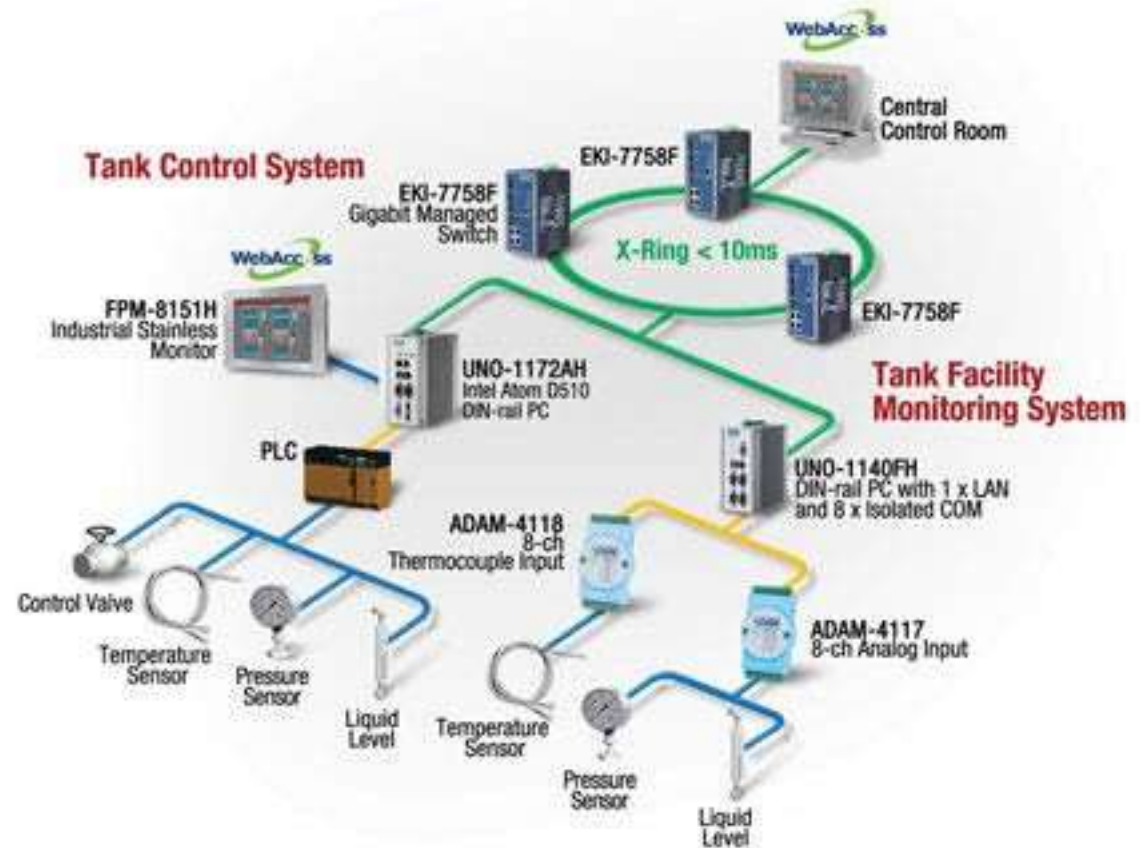 WebAccess
Central
Control Room
EKI-7758F
Tank Control System
EKI-7758F
Gigabit Managed
Switch
X-Ring < 10ms
WebAccess
EKI-7758F
FPM-8151H
Industrial Stainless
Monitor
UNO-1172AH
Intel Atom D510
DIN-rail PC
Tank Facility
Monitoring System
PLC
UNO-1140FH
DIN-rail PC with 1 x LAN
and 8 x Isolated COM
ADAM-4118
8-ch
Thermocouple Input
Control Valve
Temperature
Sensor
Pressure
Sensor
Liquid
Level
ADAM-4117
8-ch Analog Input
Temperature
Sensor
Pressure
Sensor
Liquid
Level